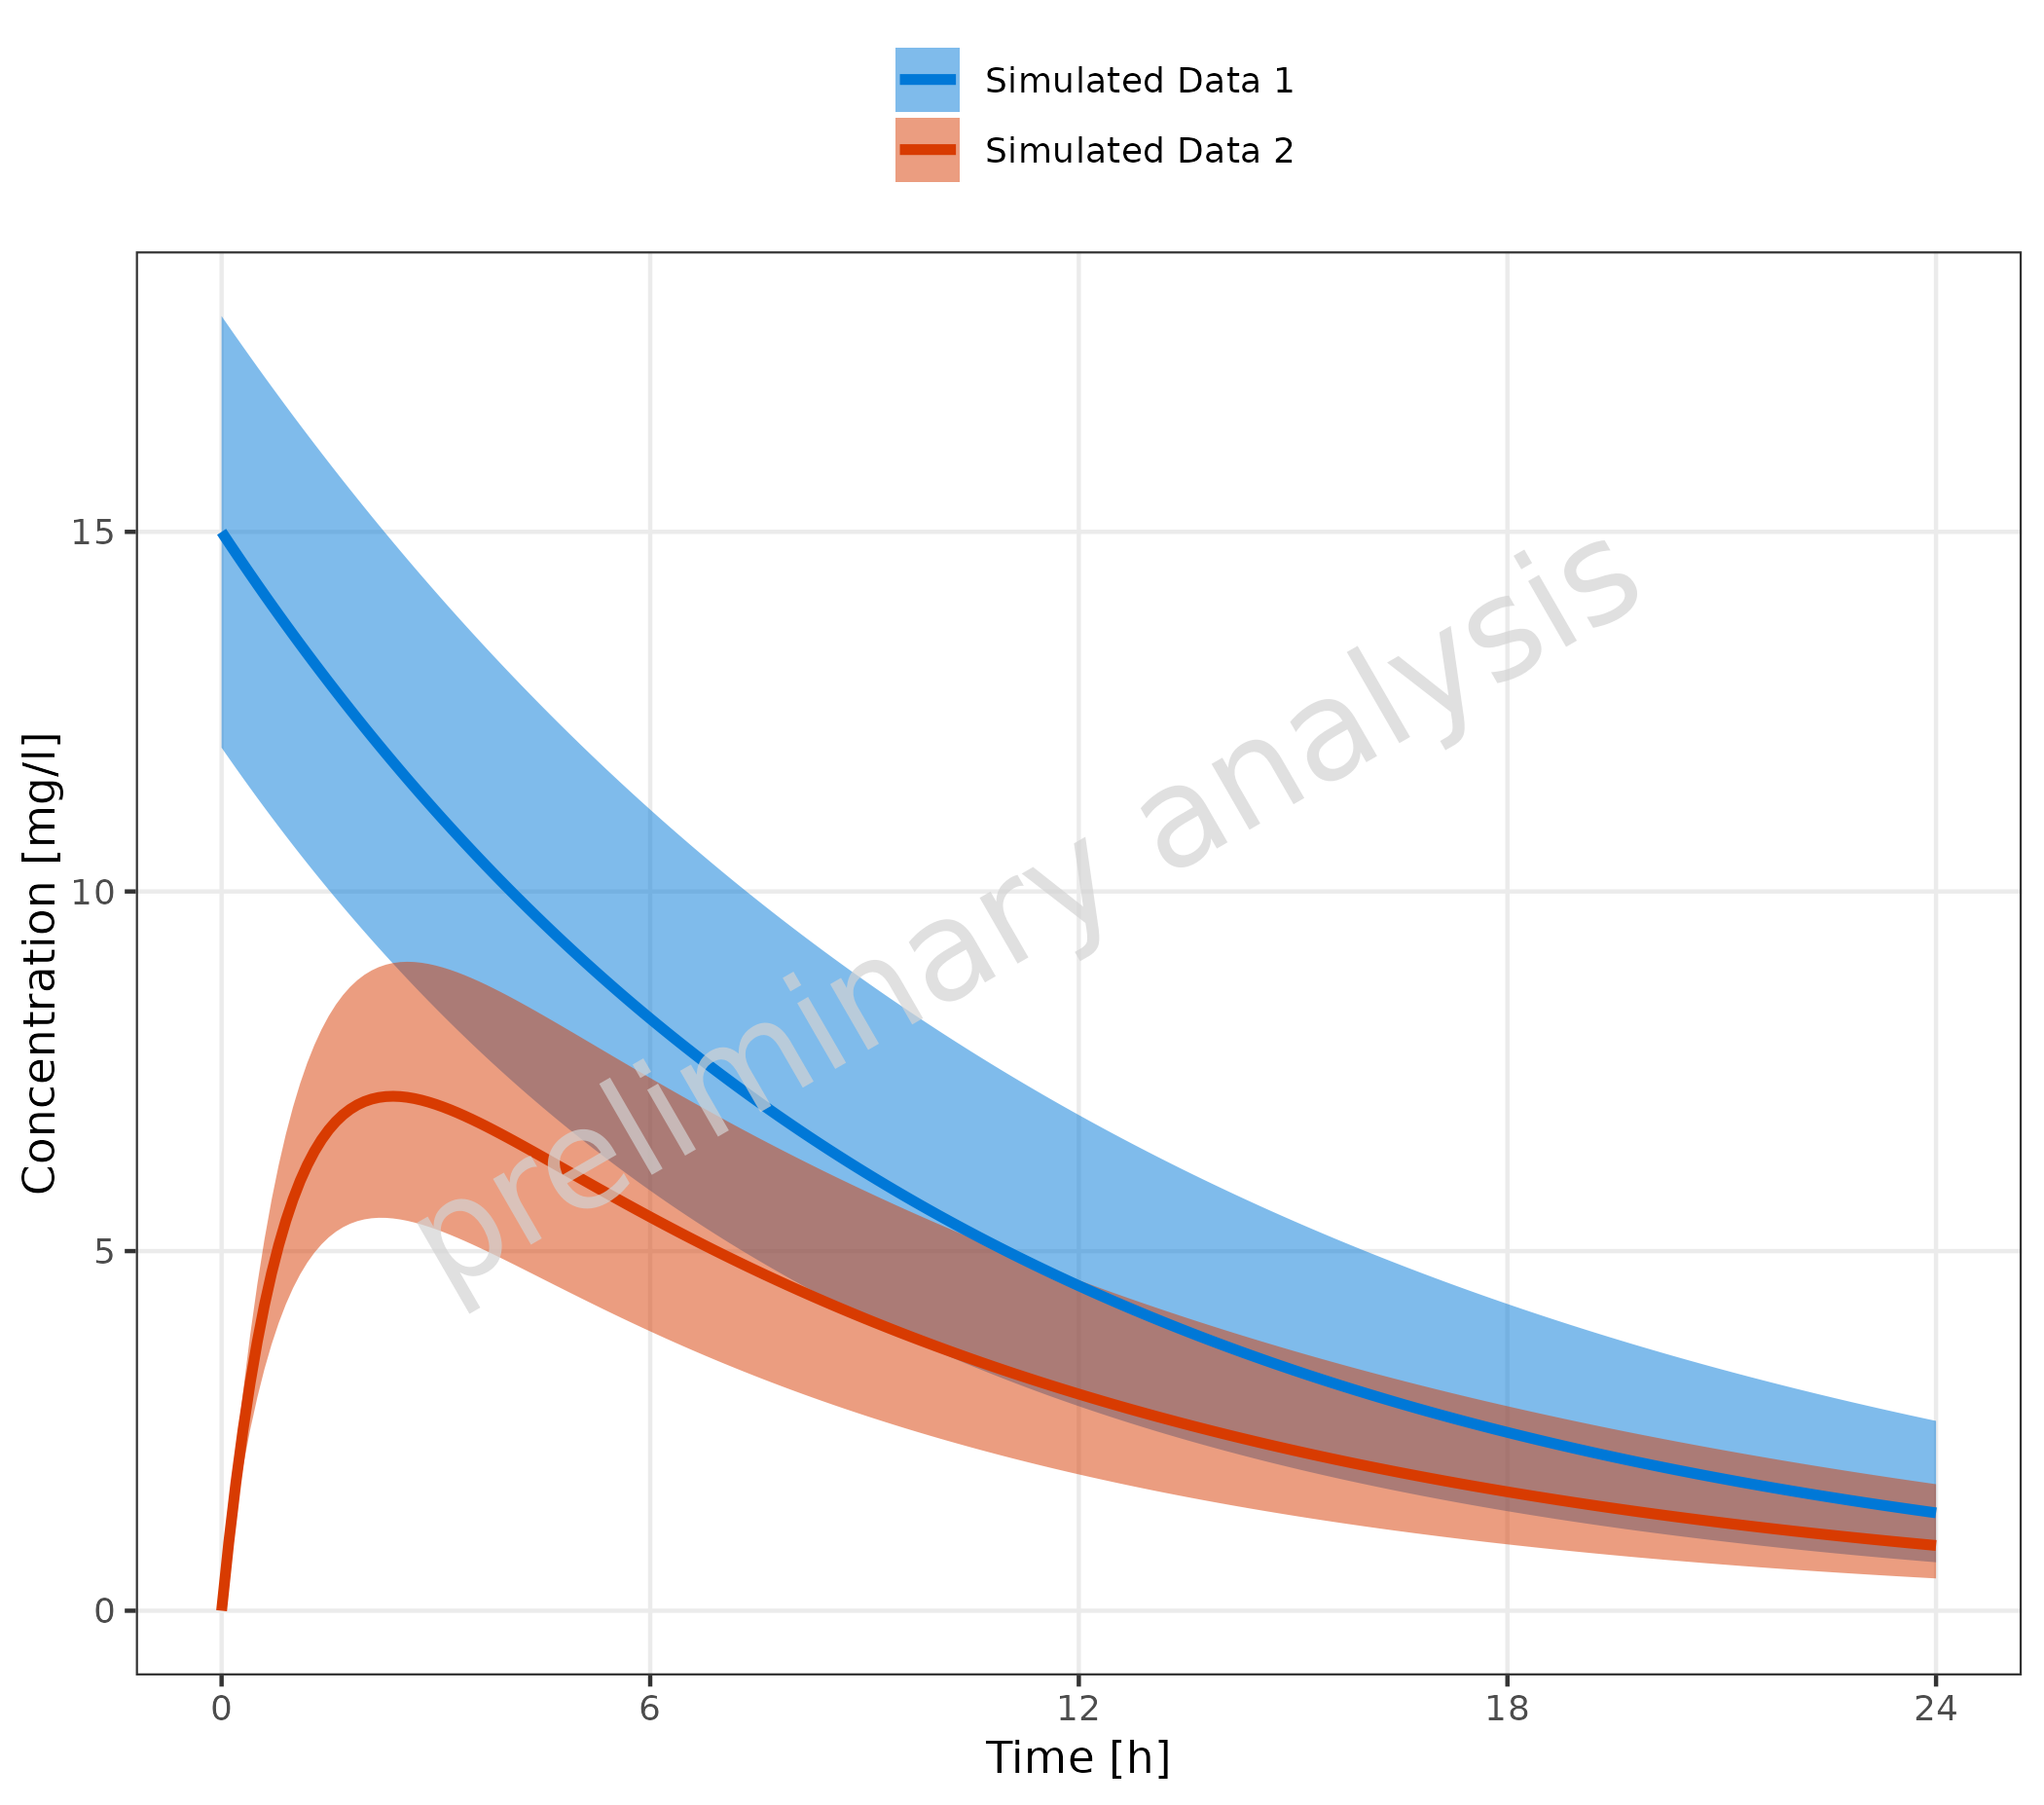 Simulated Data 1
Simulated Data 2
Concentration [mg/l]
15
10
5
0
preliminary analysis
0 6 12 18 24
Time [h]